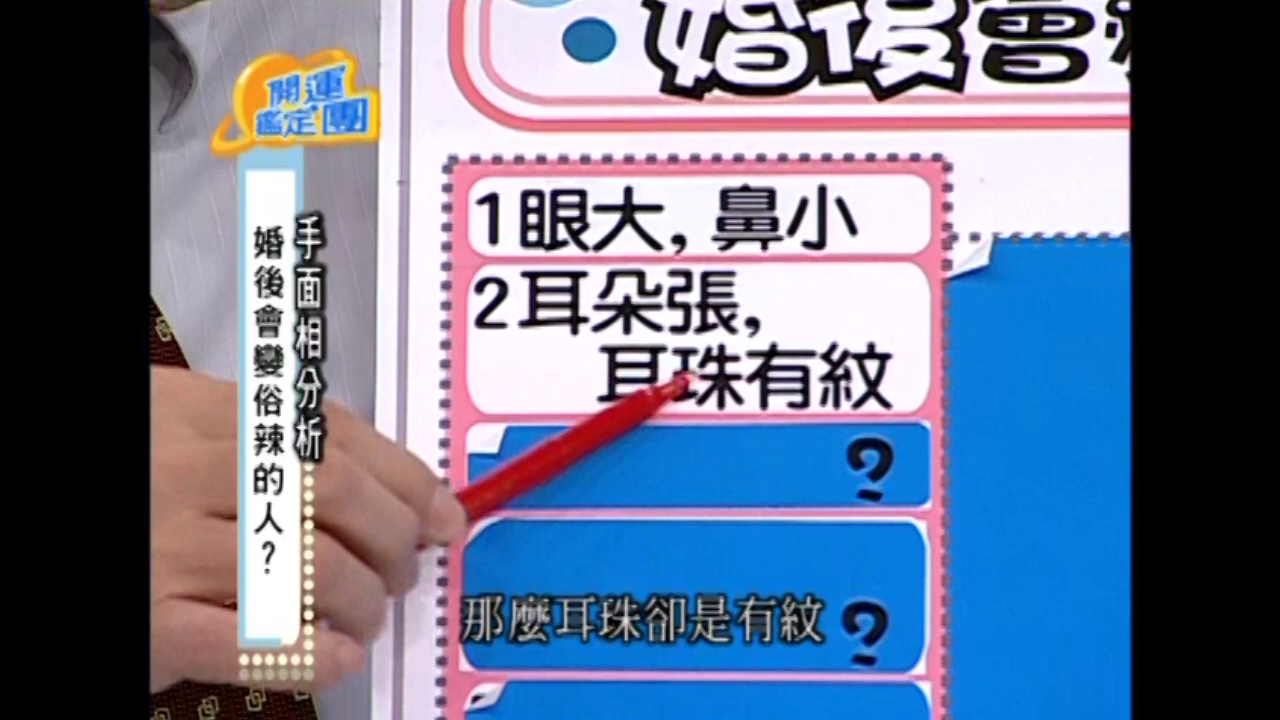 婚後會
開運
鑑定團
手面相分析
婚後會變俗辣的人?
1眼大,鼻小
2耳朵張,
耳珠有紋
?
?
那麼耳珠卻是有紋